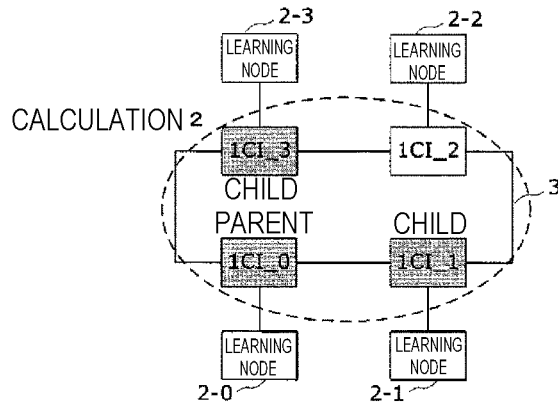 2-3
2-2
LEARNING
NODE
LEARNING
NODE
CALCULATION 2
1CI_3
1CI_2
CHILD
3
PARENT
CHILD
1CI_0
1CI_1
LEARNING
NODE
LEARNING
NODE
2-0
2-1